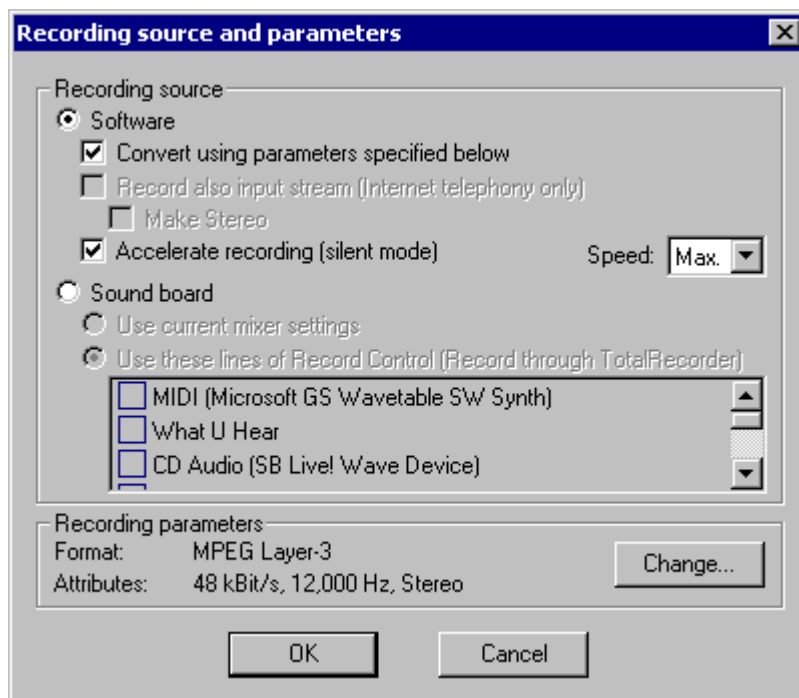 Recording source and parameters
Recording source
Software
Convert using parameters specified below
Record also input stream (Internet telephony only)
Make Stereo
Accelerate recording (silent mode) Speed: Max.
Sound board
Use current mixer settings
Use these lines of Record Control (Record through TotalRecorder)
MIDI (Microsoft GS Wavetable SW Synth)
What U Hear
CD Audio (SB Live! Wave Device)
Recording parameters
Format: MPEG Layer-3
Change...
Attributes: 48 kBit/s, 12,000 Hz, Stereo
OK Cancel